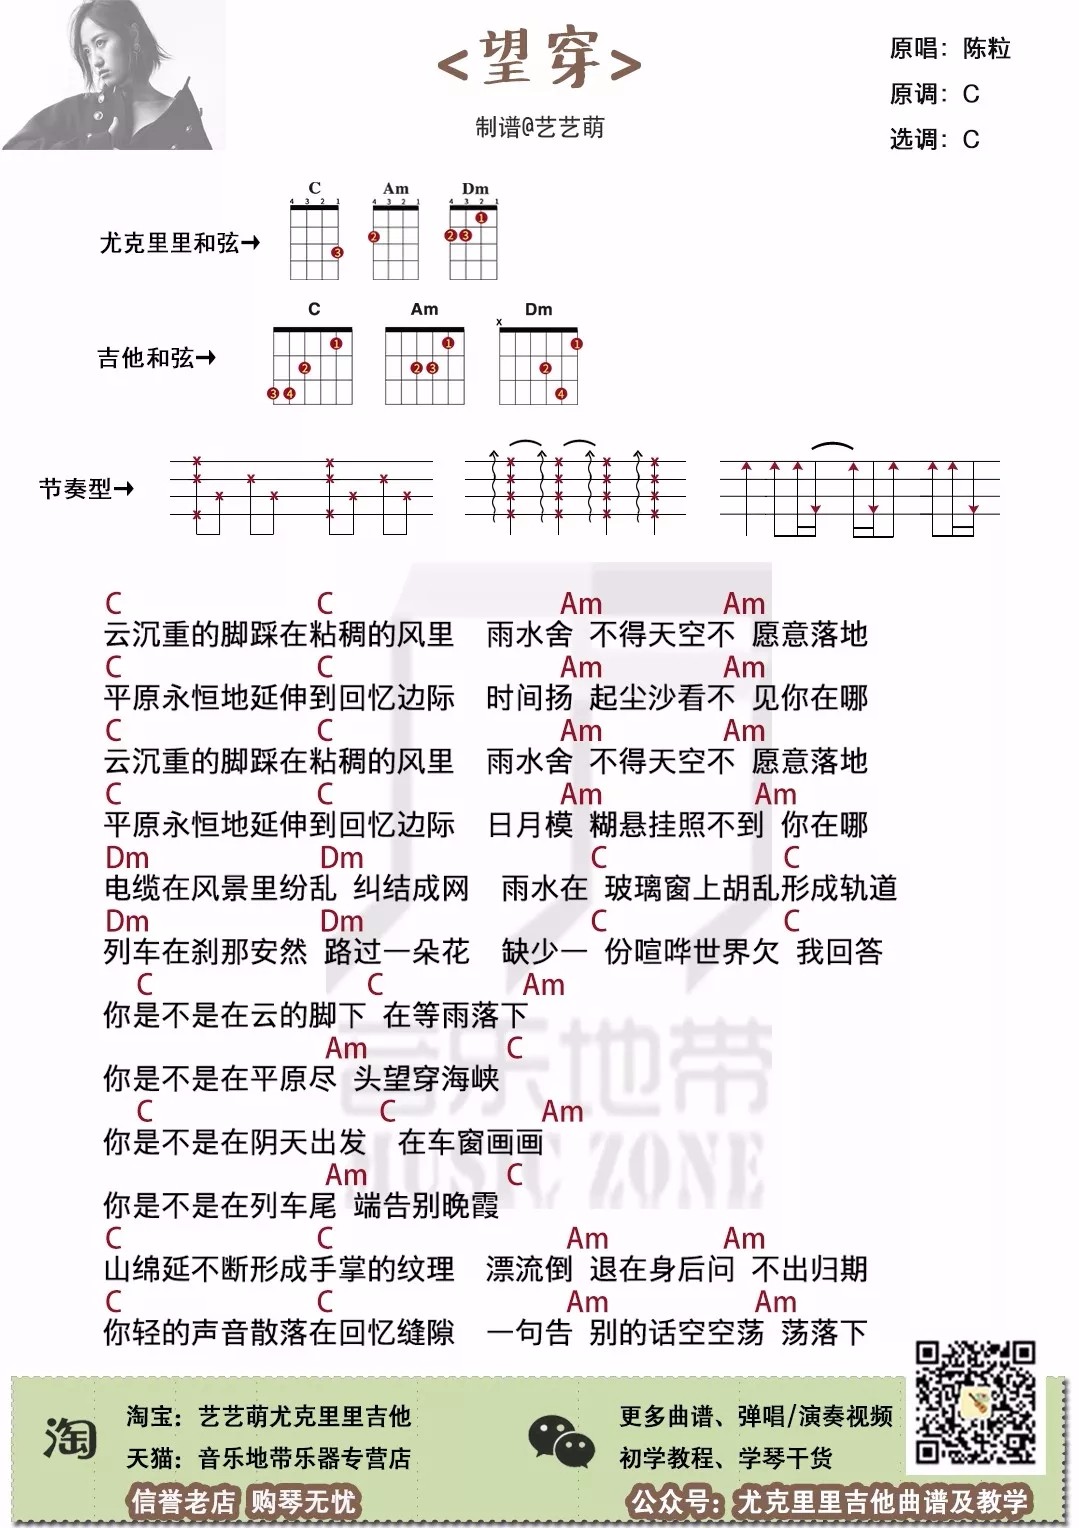 <望穿>
制谱@艺艺萌
原唱：陈粒
原调：C
选调：C
C Am Dm
4 3 2 1 4 3 2 1 4 3 2 1
尤克里里和弦→
3 2 2 3 1
C Am Dm
x
吉他和弦→
1 2 3 4 1 2 3 1 2 4
节奏型→
C C Am Am
云沉重的脚踩在粘稠的风里 雨水舍 不得天空不 愿意落地
C C Am Am
平原永恒地延伸到回忆边际 时间扬 起尘沙看不 见你在哪
C C Am Am
云沉重的脚踩在粘稠的风里 雨水舍 不得天空不 愿意落地
C C Am Am
平原永恒地延伸到回忆边际 日月模 糊悬挂照不到 你在哪
Dm Dm C C
电缆在风景里纷乱 纠结成网 雨水在 玻璃窗上胡乱形成轨道
Dm Dm C C
列车在刹那安然 路过一朵花 缺少一 份喧哗世界欠 我回答
C C Am
你是不是在云的脚下 在等雨落下
Am C
你是不是在平原尽 头望穿海峡
C C Am
你是不是在阴天出发 在车窗画画
Am C
你是不是在列车尾 端告别晚霞
C C Am Am
山绵延不断形成手掌的纹理 漂流倒 退在身后问 不出归期
C C Am Am
你轻的声音散落在回忆缝隙 一句告 别的话空空荡 荡落下
音乐地带
MUSIC ZONE
淘
淘宝：艺艺萌尤克里里吉他
天猫：音乐地带乐器专营店
信誉老店 购琴无忧
更多曲谱、弹唱/演奏视频
初学教程、学琴干货
公众号：尤克里里吉他曲谱及教学